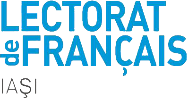 LECTORAT
de FRANÇAIS
IAŞI